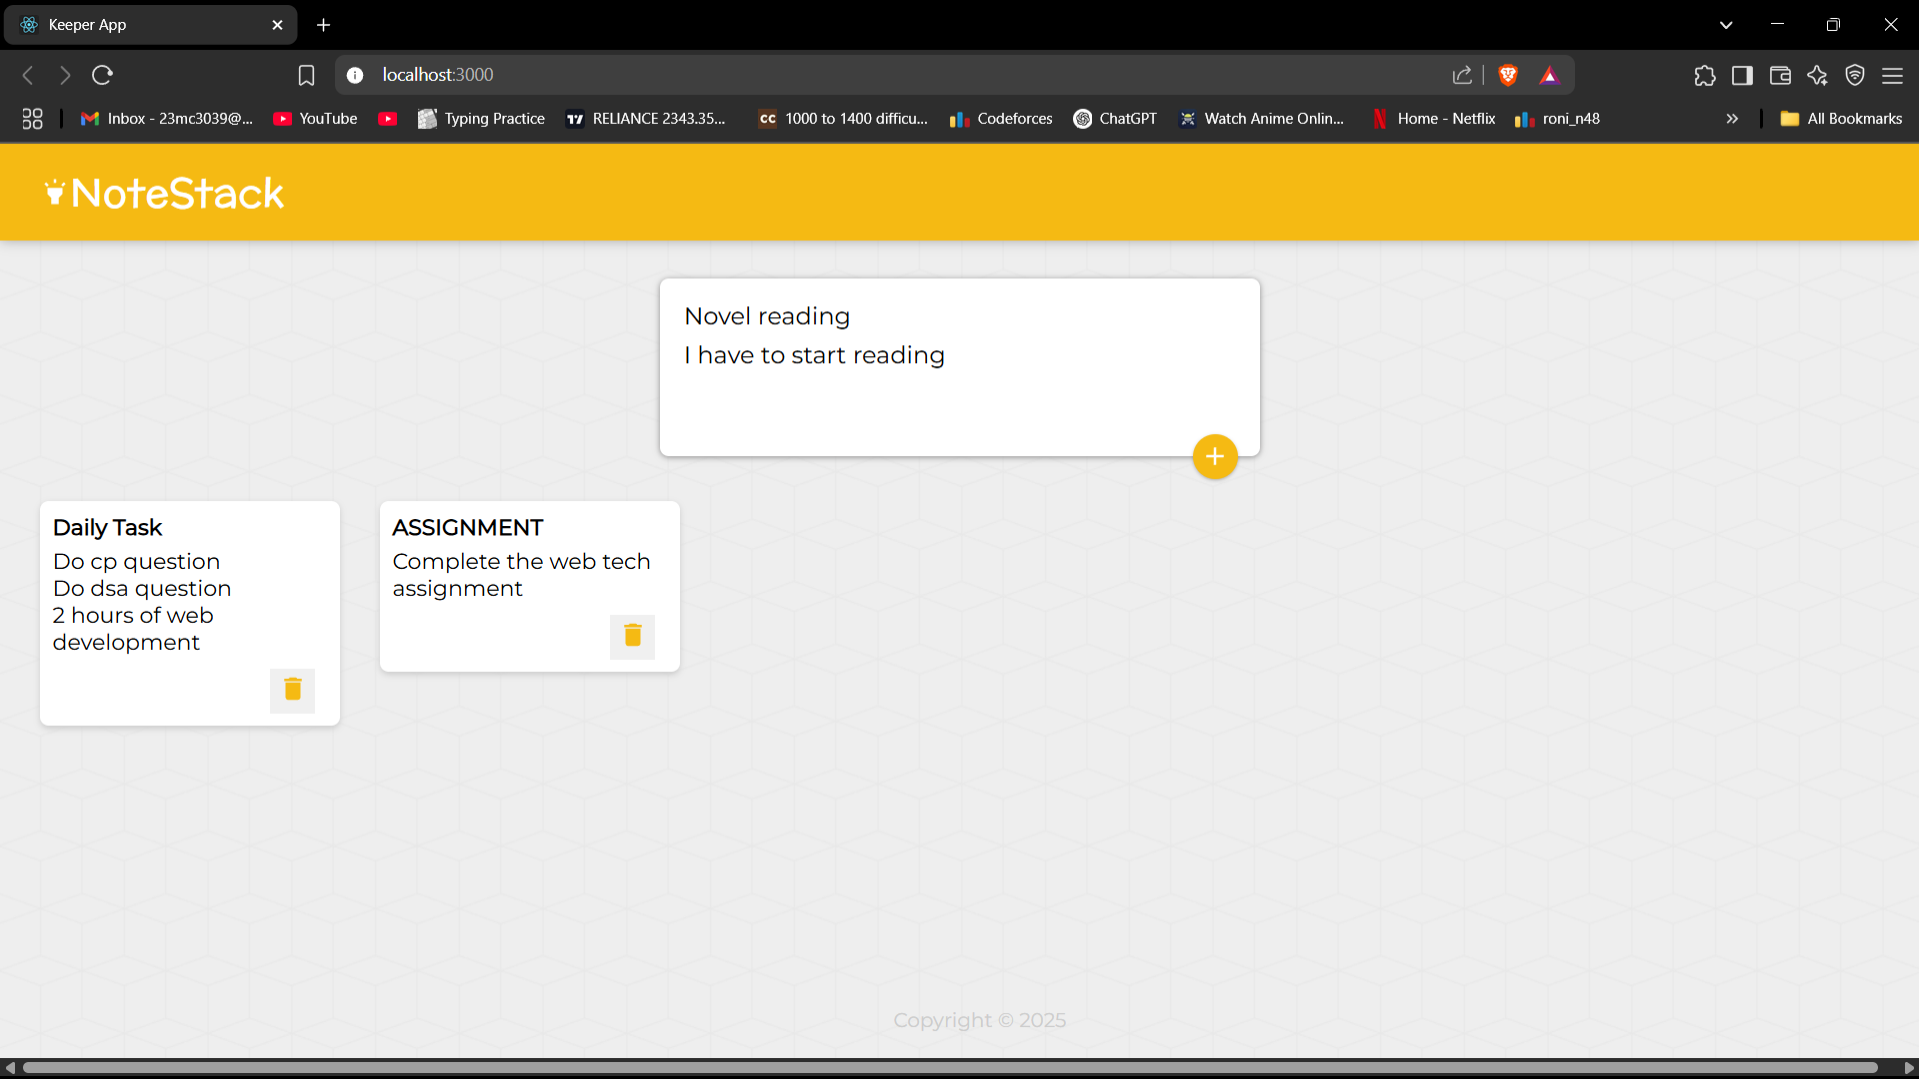 Keeper App
localhost:3000
Inbox - 23mc3039@...
YouTube
Typing Practice
RELIANCE 2343.35...
CC
1000 to 1400 difficu...
Codeforces
ChatGPT
Watch Anime Onlin...
Home - Netflix
roni_n48
All Bookmarks
NoteStack
Novel reading
I have to start reading
Daily Task
Do cp question
Do dsa question
2 hours of web
development
ASSIGNMENT
Complete the web tech
assignment
Copyright © 2025